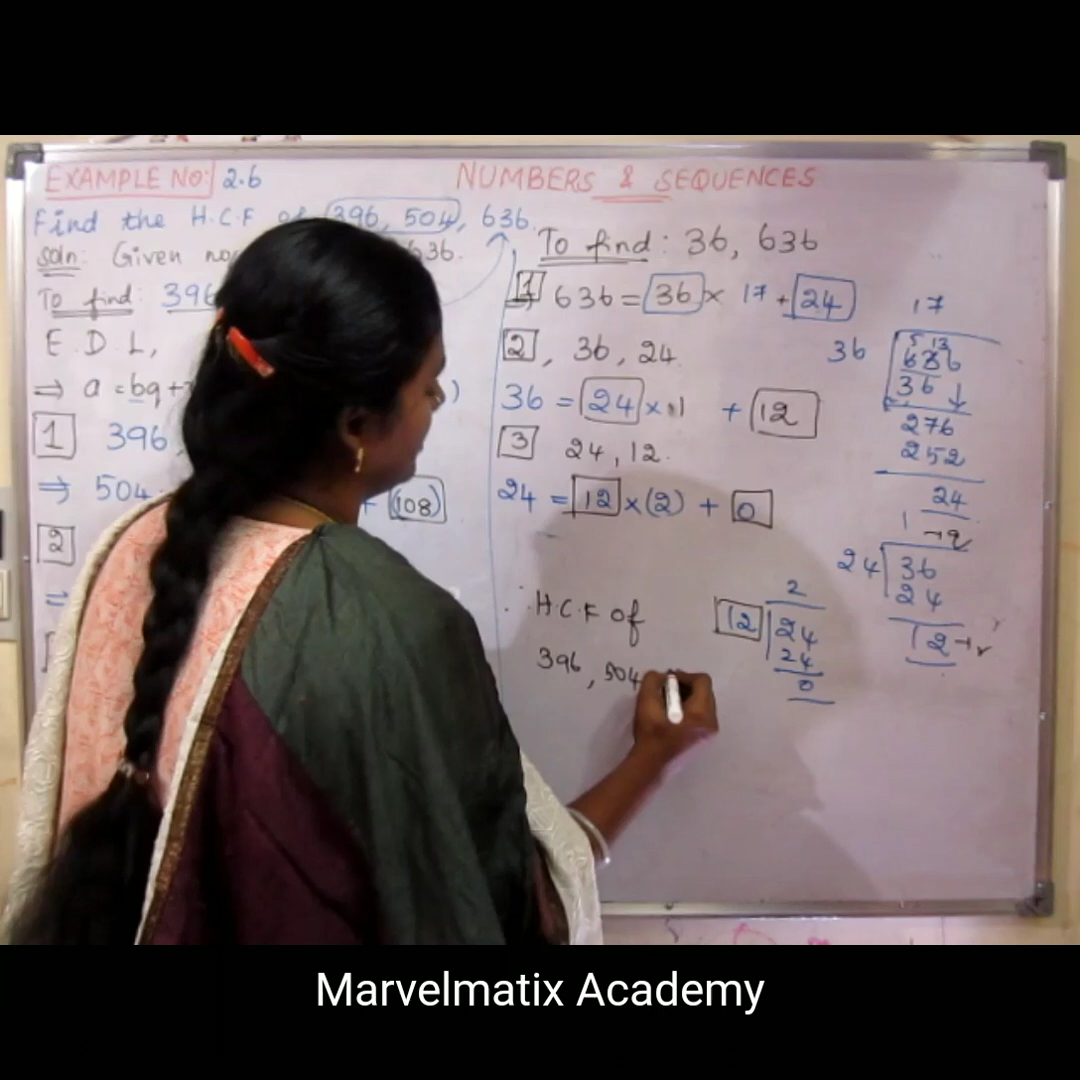 EXAMPLE NO: 2.6
NUMBERS & SEQUENCES
Find the H.C.F of 396, 504, 636.
Soln: Given no 636.
To find: 396
E.D.L,
⇒ a = bq + )
1 396,
⇒ 504 + 108
2
⇒
To find: 36, 636
1
⇒ 636 = 36 × 17 + 24
2, 36, 24.
36 = 24 × 1 + 12
3 24, 12.
24 = 12 × (2) + 0
∴ H.C.F of
396, 504
17
36 636
5 13
36 ↓
276
252
24
1 → q
24 36
24
12 → r
2
12 24
24
0
Marvelmatix Academy